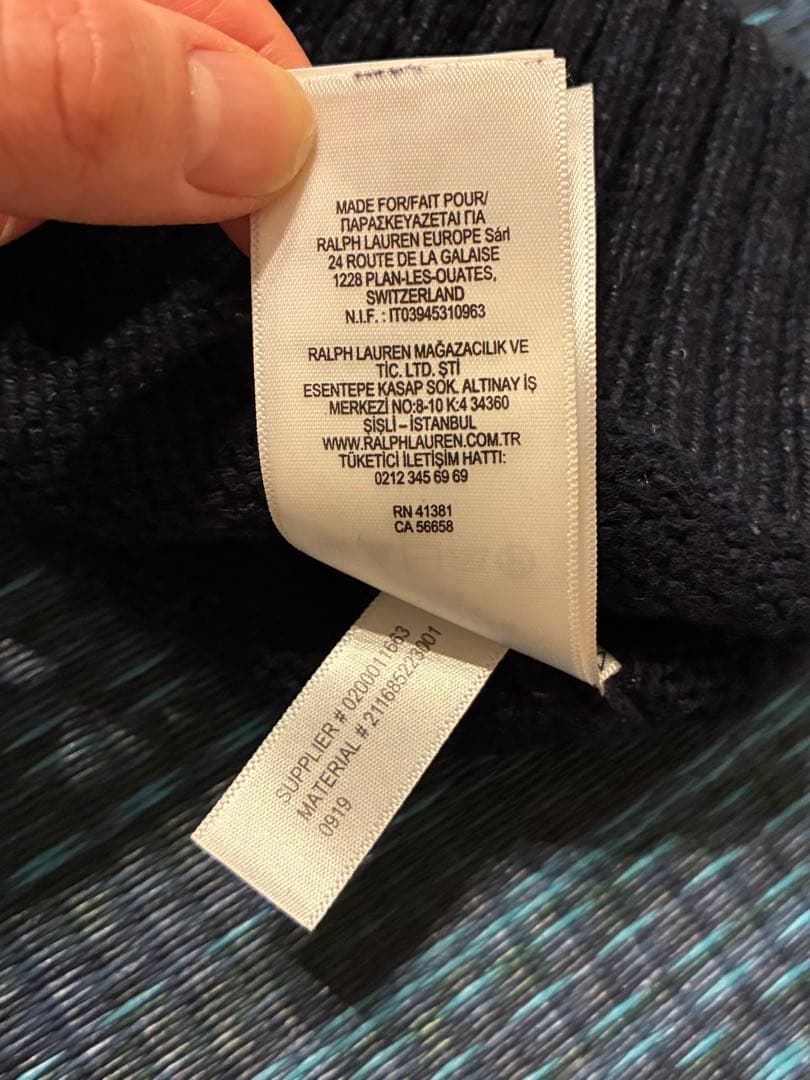 MADE FOR/FAIT POUR/
ΠΑΡΑΣΚΕΥΑΖΕΤΑΙ ΓΙΑ
RALPH LAUREN EUROPE Sárl
24 ROUTE DE LA GALAISE
1228 PLAN-LES-OUATES,
SWITZERLAND
N.I.F. : IT03945310963
RALPH LAUREN MAĞAZACILIK VE
TİC. LTD. ŞTİ
ESENTEPE KASAP SOK. ALTINAY İŞ
MERKEZİ NO:8-10 K:4 34360
ŞİŞLİ – İSTANBUL
WWW.RALPHLAUREN.COM.TR
TÜKETİCİ İLETİŞİM HATTI:
0212 345 69 69
RN 41381
CA 56658
SUPPLIER # 0200011663
MATERIAL # 211685223001
0919